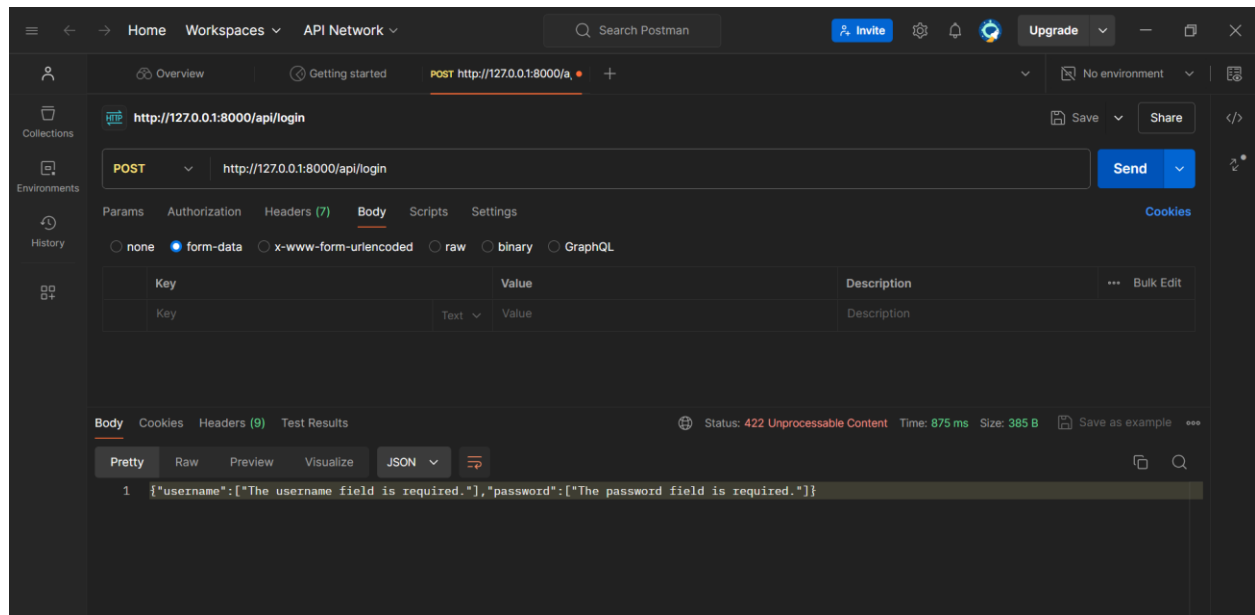 Home Workspaces API Network Search Postman Invite Upgrade
Overview Getting started POST http://127.0.0.1:8000/a, No environment
Collections
Environments
History
HTTP http://127.0.0.1:8000/api/login Save Share
POST http://127.0.0.1:8000/api/login Send
Params Authorization Headers (7) Body Scripts Settings Cookies
none form-data x-www-form-urlencoded raw binary GraphQL
Key Value Description Bulk Edit
Key Text Value Description
Body Cookies Headers (9) Test Results Status: 422 Unprocessable Content Time: 875 ms Size: 385 B Save as example
Pretty Raw Preview Visualize JSON
1 {"username":["The username field is required."],"password":["The password field is required."]}